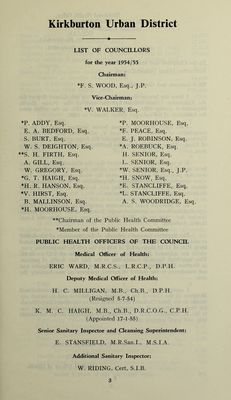 Kirkburton Urban District
LIST OF COUNCILLORS
for the year 1954/55
Chairman:
*F. S. WOOD, Esq., J.P.
Vice-Chairman:
*V. WALKER, Esq.
*P. ADDY, Esq.
E. A. BEDFORD, Esq.
S. BURT, Esq.
W. S. DEIGHTON, Esq.
**S. H. FIRTH, Esq.
A. GILL, Esq.
W. GREGORY, Esq.
*G. T. HAIGH, Esq.
*H. R. HANSON, Esq.
*V. HIRST, Esq.
B. MALLINSON, Esq.
*H. MOORHOUSE, Esq.
*P. MOORHOUSE, Esq.
*F. PEACE, Esq.
E. J. ROBINSON, Esq.
*A. ROEBUCK, Esq.
H. SENIOR, Esq.
L. SENIOR, Esq.
*W. SENIOR, Esq., J.P.
*H. SNOW, Esq.
*E. STANCLIFFE, Esq.
*L. STANCLIFFE, Esq.
A. S. WOODRIDGE, Esq.
**Chairman of the Public Health Committee
*Member of the Public Health Committee
PUBLIC HEALTH OFFICERS OF THE COUNCIL
Medical Officer of Health:
ERIC WARD, M.R.C.S., L.R.C.P., D.P.H.
Deputy Medical Officer of Health:
H. C. MILLIGAN, M.B., Ch.B., D.P.H.
(Resigned 5-7-54)
K. M. C. HAIGH, M.B., Ch.B., D.R.C.O.G., C.P.H.
(Appointed 17-1-55)
Senior Sanitary Inspector and Cleansing Superintendent:
E. STANSFIELD, M.R.San.I., M.S.I.A.
Additional Sanitary Inspector:
W. RIDING, Cert. S.I.B.
3